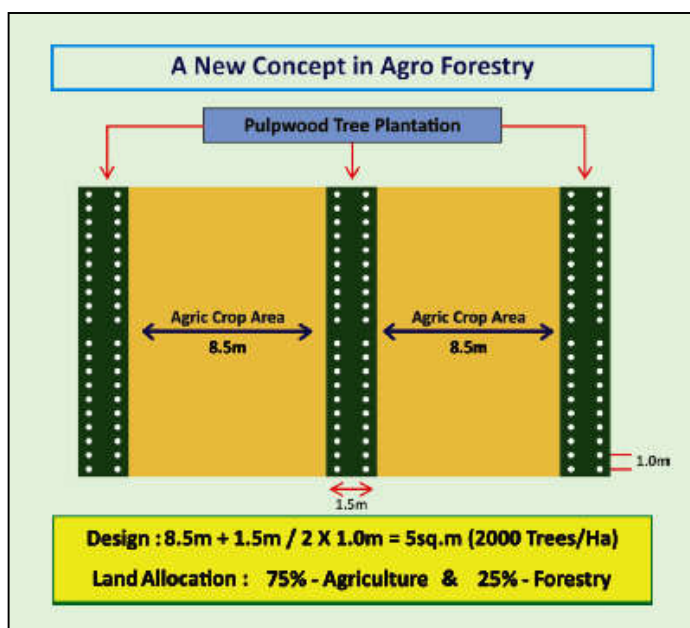 A New Concept in Agro Forestry
Pulpwood Tree Plantation
Agric Crop Area
8.5m
Agric Crop Area
8.5m
1.0m
1.5m
Design : 8.5m + 1.5m / 2 X 1.0m = 5sq.m (2000 Trees/Ha)
Land Allocation : 75% - Agriculture & 25% - Forestry